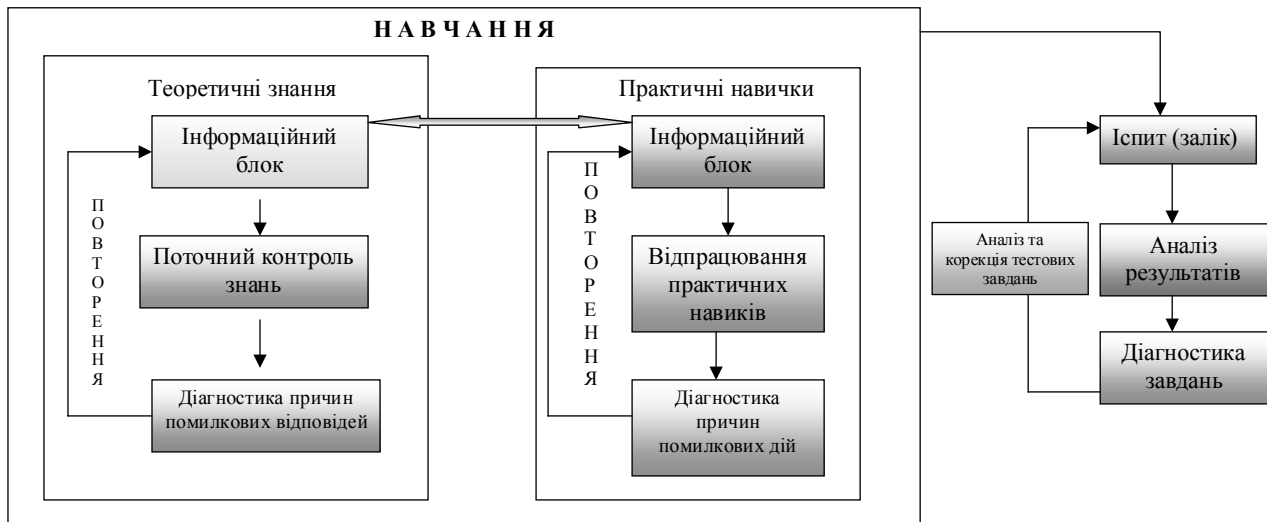 Н А В Ч А Н Н Я
Теоретичні знання
Інформаційний
блок
П О В Т О Р Е Н Н Я
Поточний контроль
знань
Діагностика причин
помилкових відповідей
Практичні навички
Інформаційний
блок
П О В Т О Р Е Н Н Я
Відпрацювання
практичних
навиків
Діагностика
причин
помилкових дій
Іспит (залік)
Аналіз
результатів
Діагностика
завдань
Аналіз та
корекція тестових
завдань